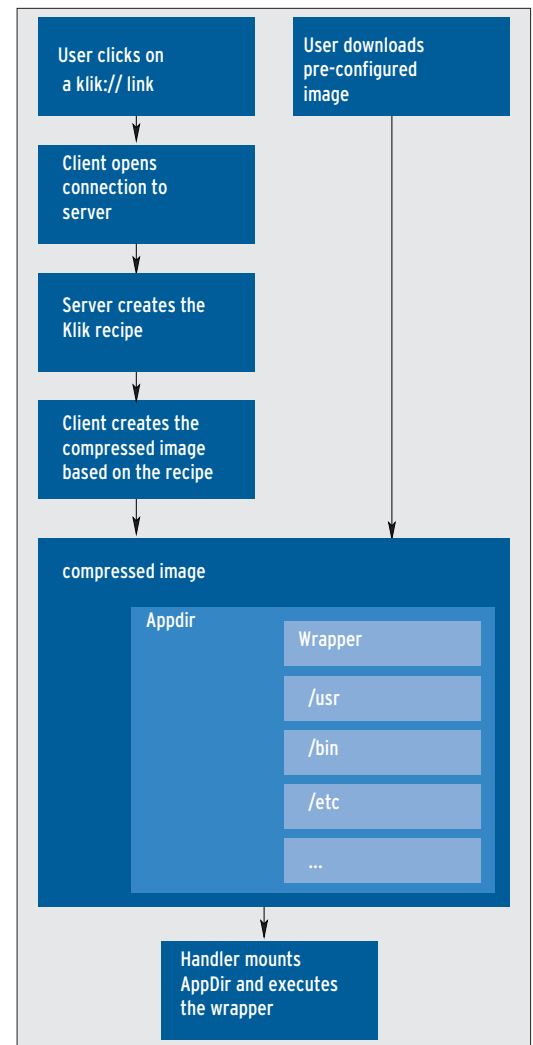 User clicks on
a klik:// link
User downloads
pre-configured
image
Client opens
connection to
server
Server creates the
Klik recipe
Client creates the
compressed image
based on the recipe
compressed image
Appdir
Wrapper
/usr
/bin
/etc
...
Handler mounts
AppDir and executes
the wrapper